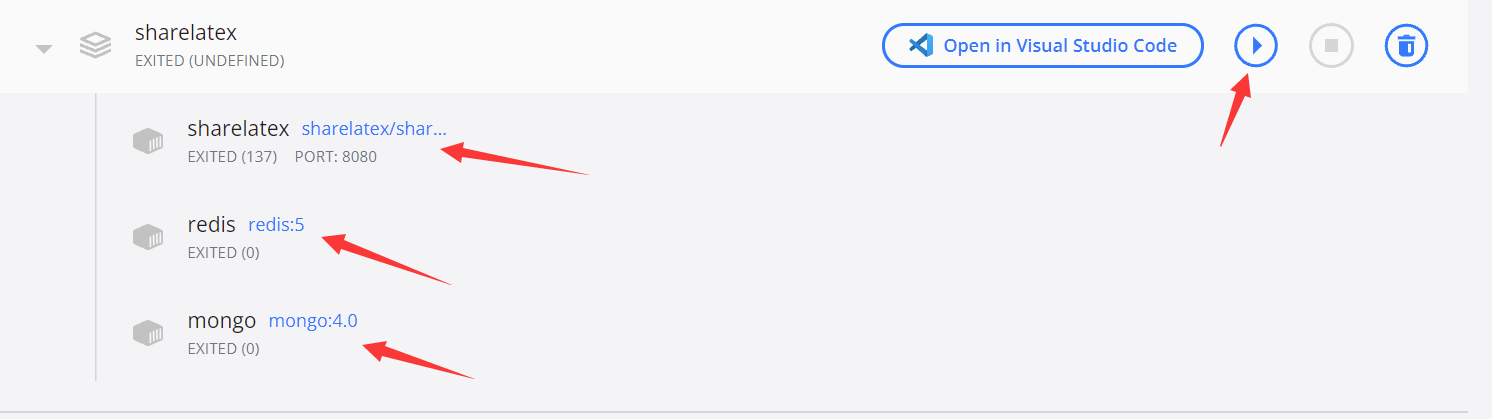 sharelatex
EXITED (UNDEFINED)
Open in Visual Studio Code
sharelatex sharelatex/shar...
EXITED (137) PORT: 8080
redis redis:5
EXITED (0)
mongo mongo:4.0
EXITED (0)